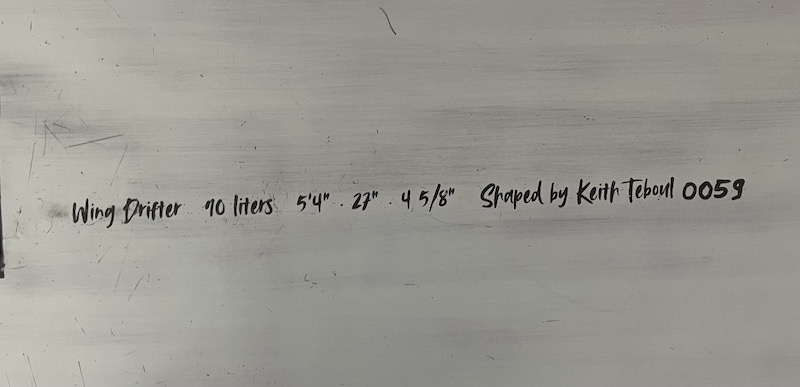 Wing Drifter 90 liters 5'4" . 27" . 4 5/8" Shaped by Keith Teboul 0059